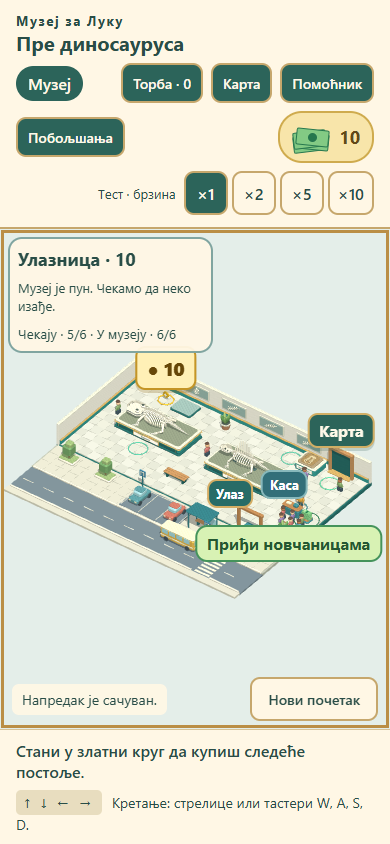 Музеј за Луку
Пре диносауруса
Музеј
Торба · 0
Карта
Помоћник
Побољшања
10
Тест · брзина
×1
×2
×5
×10
Улазница · 10
Музеј је пун. Чекамо да неко
изађе.
Чекају · 5/6 · У музеју · 6/6
● 10
Карта
Каса
Улаз
Приђи новчаницама
Напредак је сачуван.
Нови почетак
Стани у златни круг да купиш следеће
постоље.
↑ ↓ ← → Кретање: стрелице или тастери W, A, S,
D.